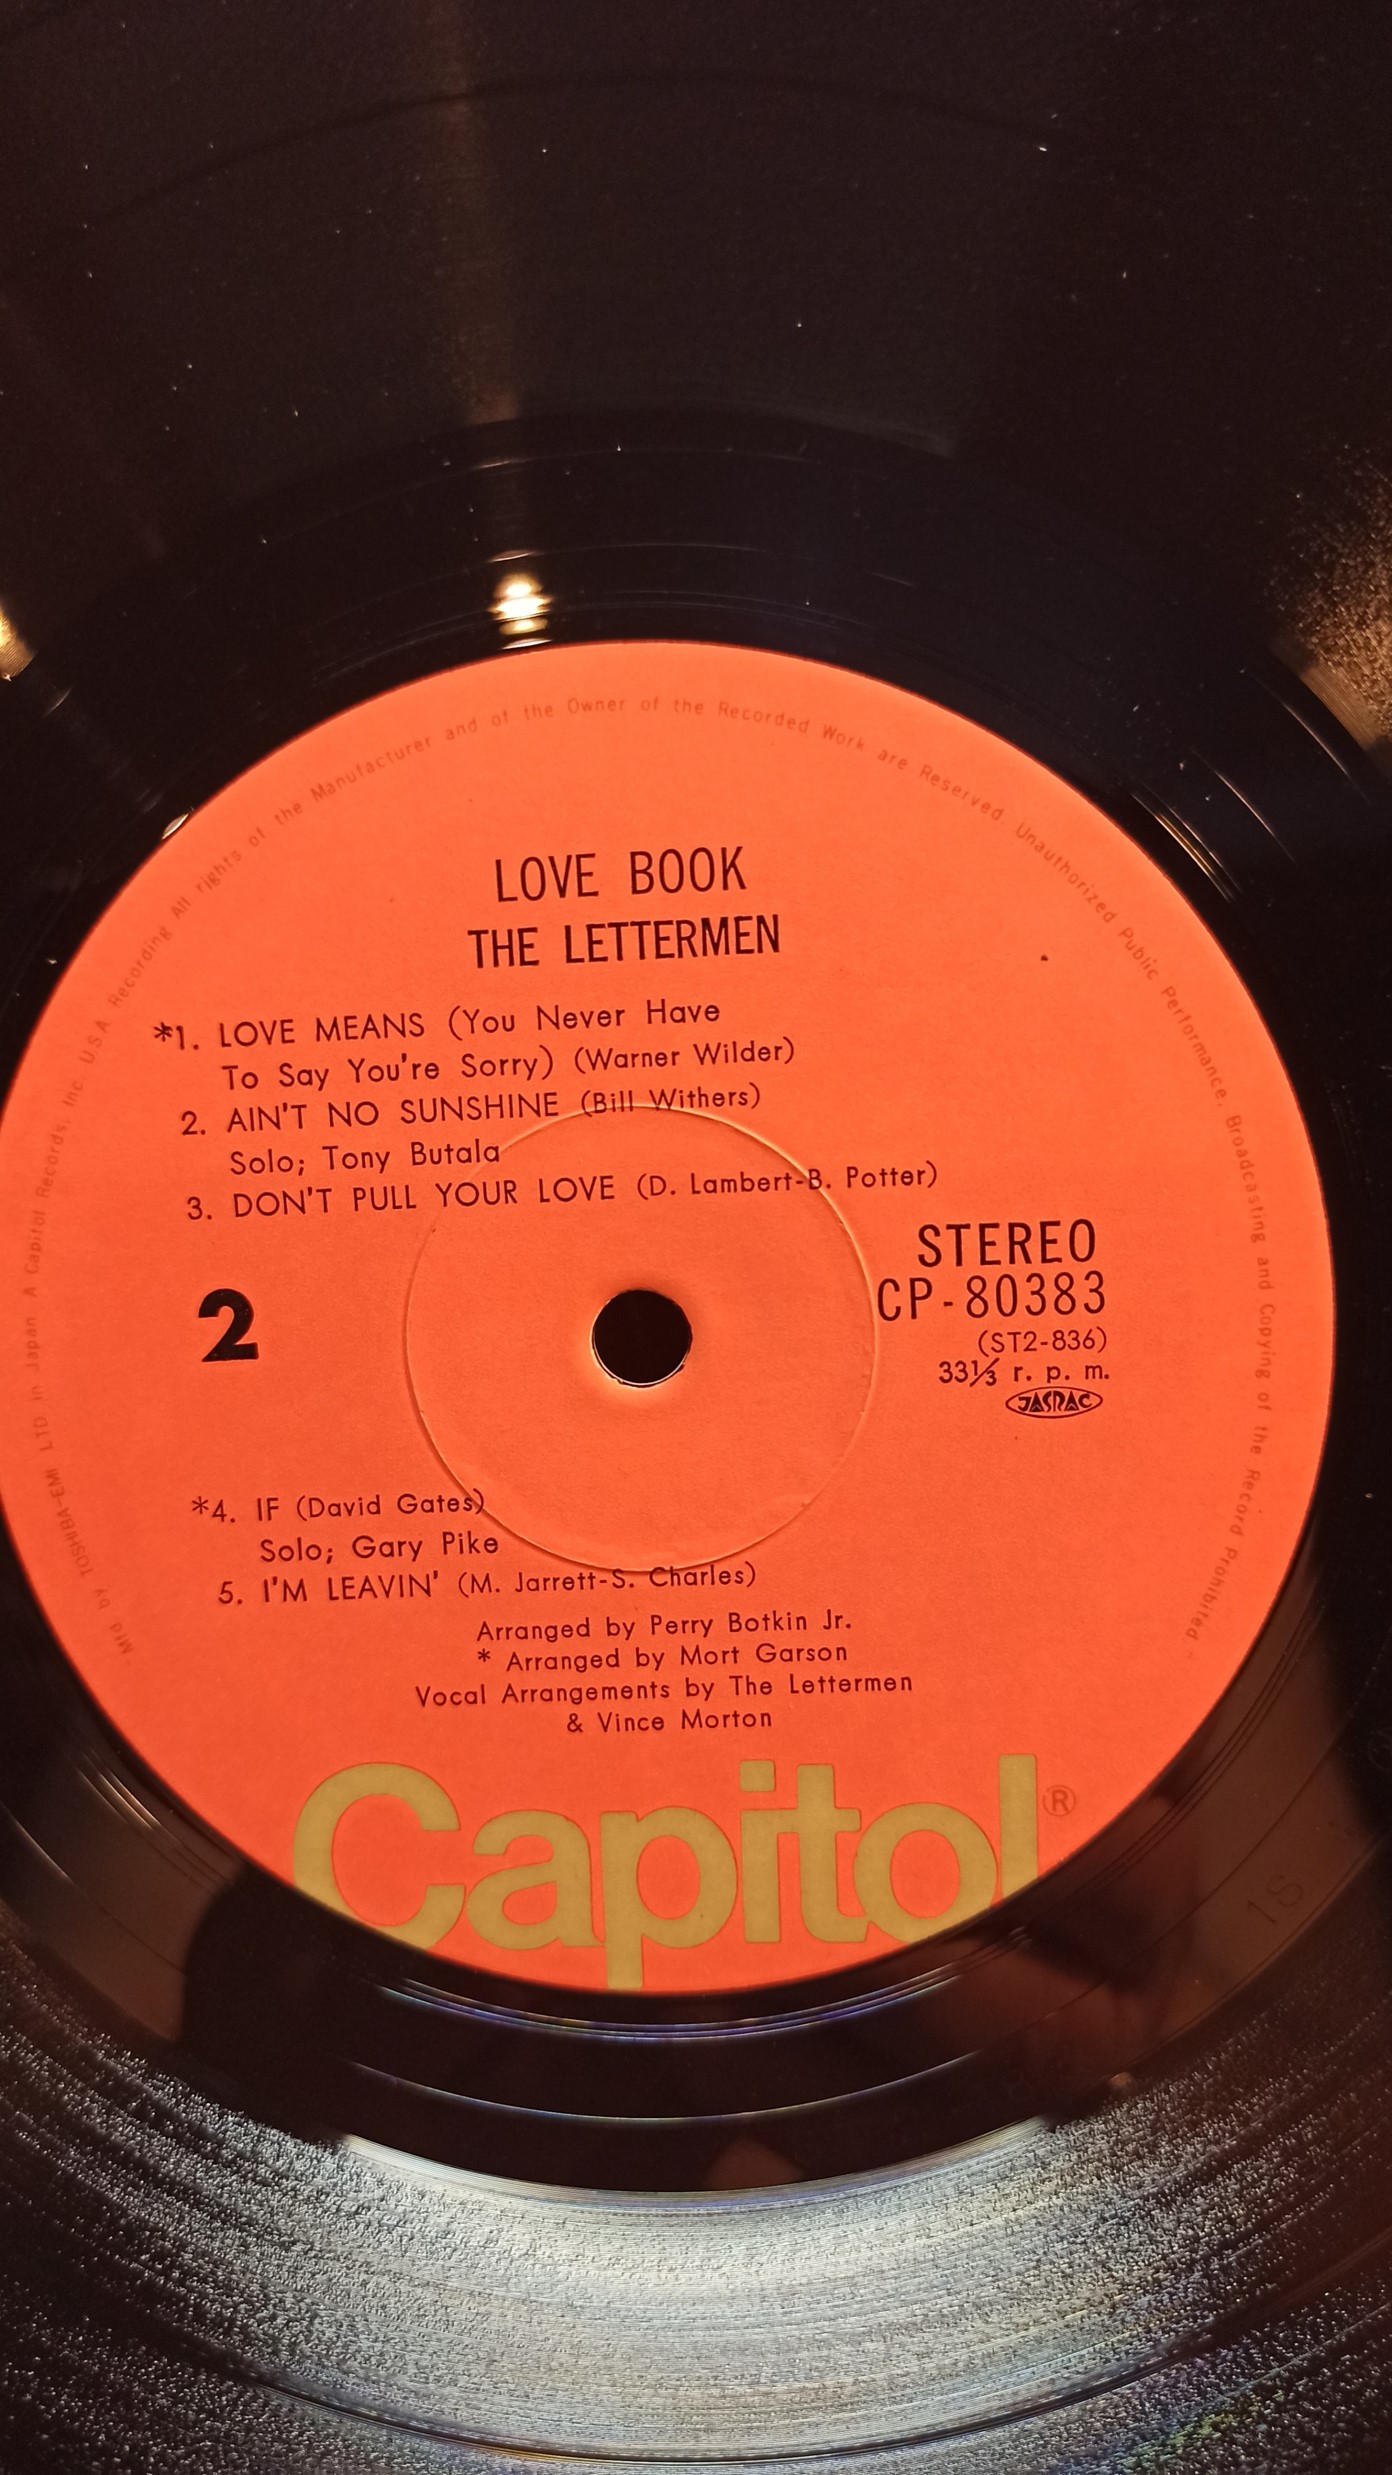 Mfd by TOSHIBA-EMI LTD in Japan A Capitol Records, Inc. U.S.A. Recording All rights of the Manufacturer and of the Owner of the Recorded Work are Reserved Unauthorized Public Performance, Broadcasting and Copying of the Record Prohibited
LOVE BOOK
THE LETTERMEN
*1. LOVE MEANS (You Never Have
To Say You're Sorry) (Warner Wilder)
2. AIN'T NO SUNSHINE (Bill Withers)
Solo; Tony Butala
3. DON'T PULL YOUR LOVE (D. Lambert-B. Potter)
STEREO
2
CP-80383
(ST2-836)
33⅓ r. p. m.
JASRAC
*4. IF (David Gates)
Solo; Gary Pike
5. I'M LEAVIN' (M. Jarrett-S. Charles)
Arranged by Perry Botkin Jr.
* Arranged by Mort Garson
Vocal Arrangements by The Lettermen
& Vince Morton
Capitol®
1S